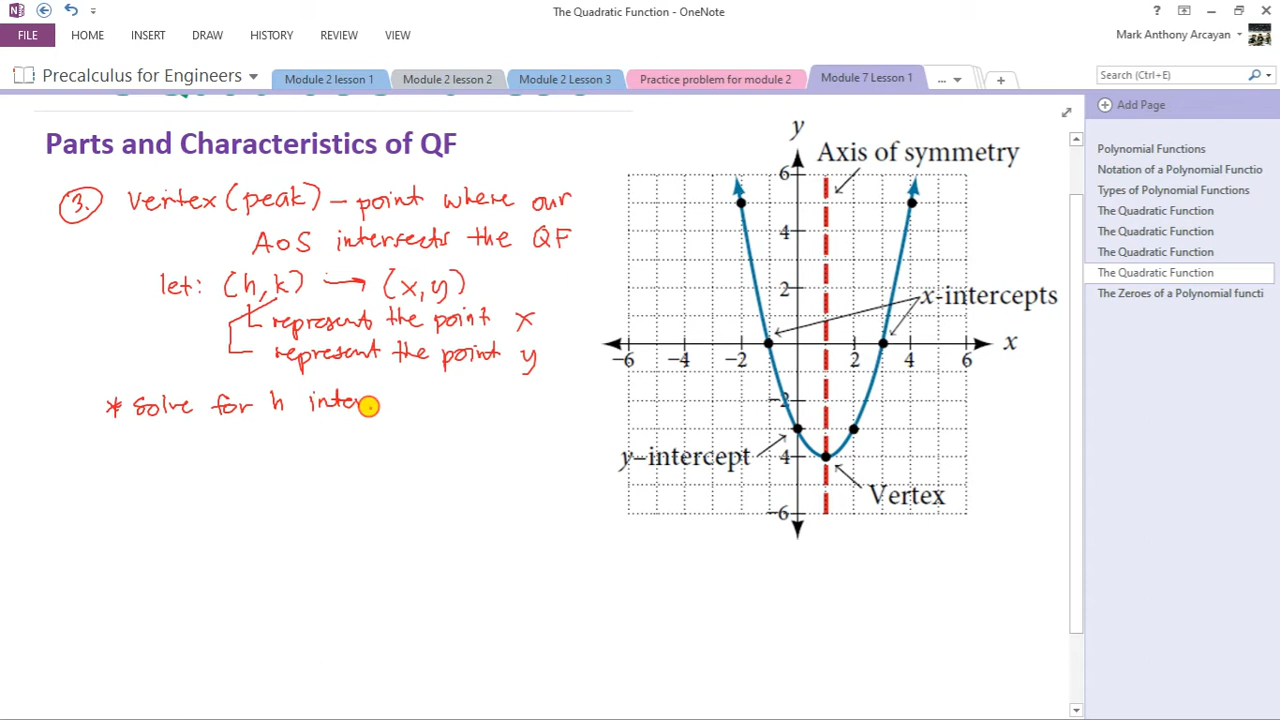 The Quadratic Function - OneNote
?
FILE HOME INSERT DRAW HISTORY REVIEW VIEW
Mark Anthony Arcayan
Precalculus for Engineers
Module 2 lesson 1
Module 2 lesson 2
Module 2 Lesson 3
Practice problem for module 2
Module 7 Lesson 1
...
+
Search (Ctrl+E)
Add Page
Polynomial Functions
Notation of a Polynomial Functio
Types of Polynomial Functions
The Quadratic Function
The Quadratic Function
The Quadratic Function
The Quadratic Function
The Zeroes of a Polynomial functi
Parts and Characteristics of QF
3. Vertex (peak) - point where our
AoS intersects the QF
let: (h, k) → (x, y)
represent the point x
represent the point y
* solve for h inter
y
Axis of symmetry
6
4
2
x-intercepts
x
-6 -4 -2 2 4 6
-2
y-intercept
4
Vertex
-6